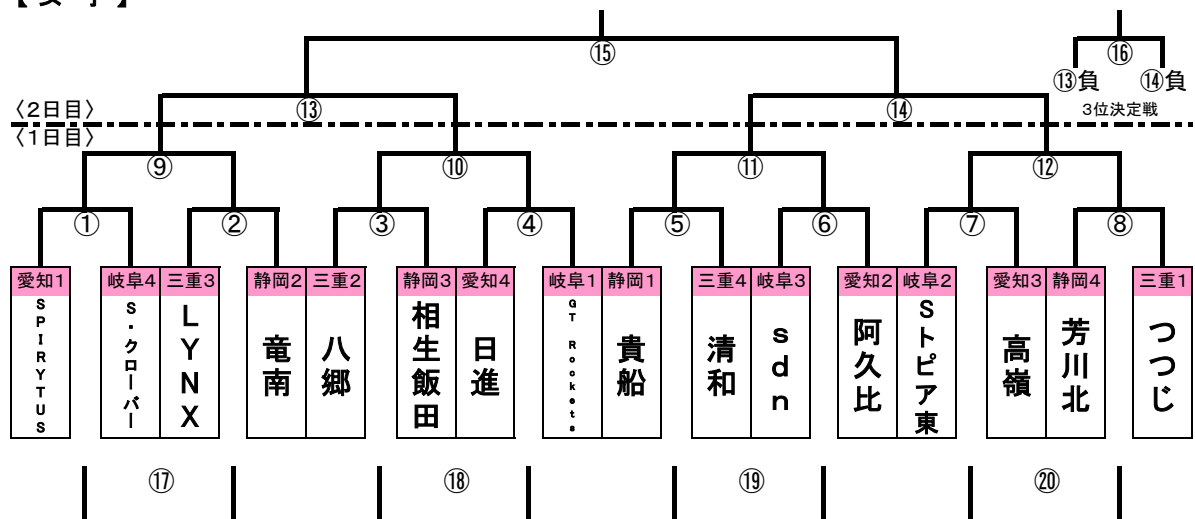 【 女 子 】
⑮
⑯
⑬負
⑭負
3位決定戦
〈2日目〉
⑬
⑭
〈1日目〉
⑨
⑩
⑪
⑫
①
②
③
④
⑤
⑥
⑦
⑧
愛知1
岐阜4
三重3
静岡2
三重2
静岡3
愛知4
岐阜1
静岡1
三重4
岐阜3
愛知2
岐阜2
愛知3
静岡4
三重1
SPIRYTUS
S・クローバー
LYNX
竜南
八郷
相生飯田
日進
GT Rockets
貴船
清和
sdn
阿久比
Sトピア東
高嶺
芳川北
つつじ
⑰
⑱
⑲
⑳